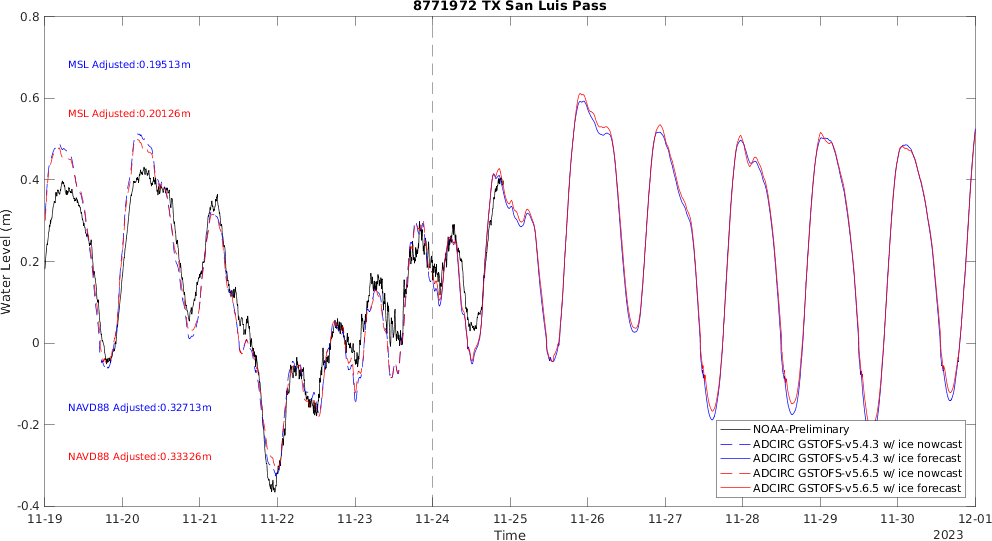 8771972 TX San Luis Pass
0.8
0.6
0.4
0.2
0
-0.2
-0.4
Water Level (m)
MSL Adjusted:0.19513m
MSL Adjusted:0.20126m
NAVD88 Adjusted:0.32713m
NAVD88 Adjusted:0.33326m
NOAA-Preliminary
ADCIRC GSTOFS-v5.4.3 w/ ice nowcast
ADCIRC GSTOFS-v5.4.3 w/ ice forecast
ADCIRC GSTOFS-v5.6.5 w/ ice nowcast
ADCIRC GSTOFS-v5.6.5 w/ ice forecast
11-19 11-20 11-21 11-22 11-23 11-24 11-25 11-26 11-27 11-28 11-29 11-30 12-01
Time
2023